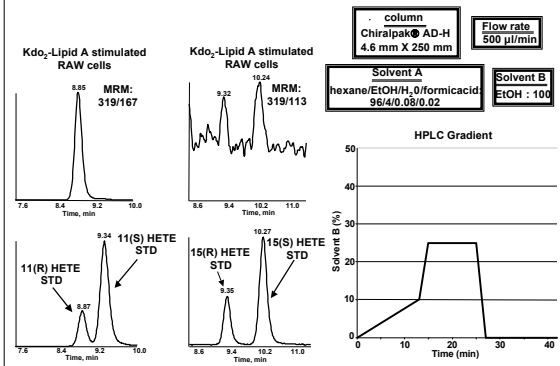 Kdo2-Lipid A stimulated
RAW cells
8.85
MRM:
319/167
7.6 8.4 9.2 10.0
Time, min
Kdo2-Lipid A stimulated
RAW cells
10.24
9.32
MRM:
319/113
8.6 9.4 10.2 11.0
Time, min
column
Chiralpak® AD-H
4.6 mm X 250 mm
Flow rate
500 µl/min
Solvent A
hexane/EtOH/H2O/formicacid:
96/4/0.08/0.02
Solvent B
EtOH : 100
11(R) HETE
STD
8.87
9.34
11(S) HETE
STD
7.6 8.4 9.2 10.0
Time, min
15(R) HETE
STD
9.35
10.27
15(S) HETE
STD
8.6 9.4 10.2 11.0
Time, min
HPLC Gradient
Solvent B (%)
50
40
30
20
10
0
0 10 20 30 40
Time (min)